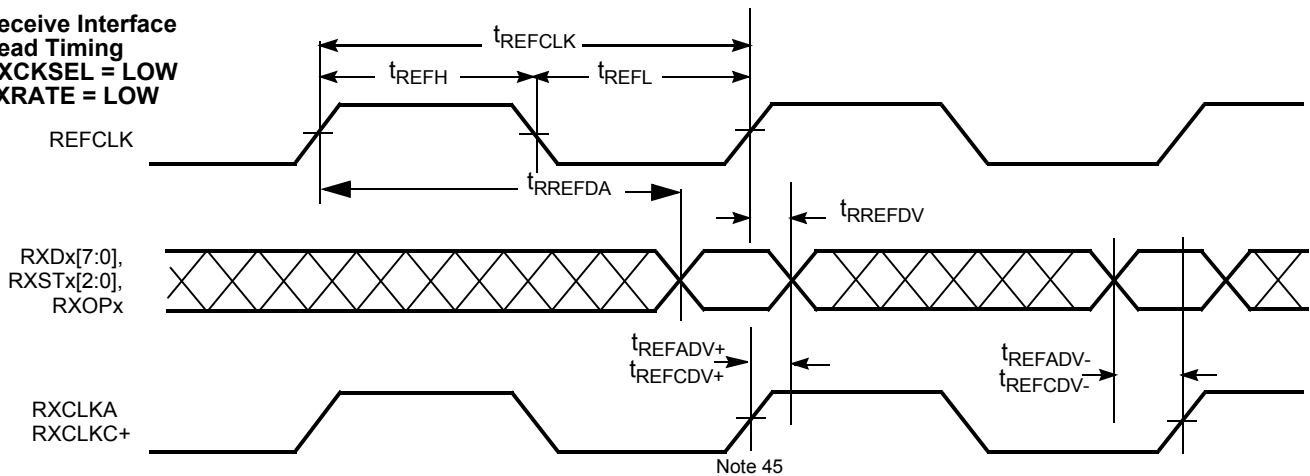 eceive Interface
ead Timing
XCKSEL = LOW
XRATE = LOW
tREFCLK
tREFH
tREFL
REFCLK
tRREFDA
tRREFDV
RXDx[7:0],
RXSTx[2:0],
RXOPx
tREFADV+
tREFCDV+
tREFADV-
tREFCDV-
RXCLKA
RXCLKC+
Note 45